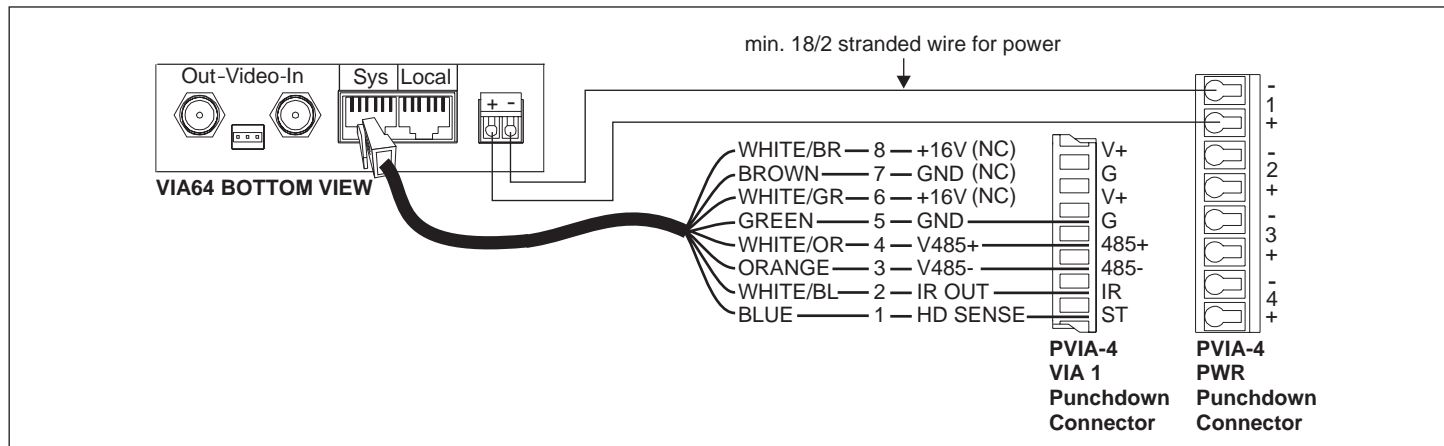 min. 18/2 stranded wire for power
Out-Video-In
Sys
Local
+ -
VIA64 BOTTOM VIEW
WHITE/BR 8 +16V (NC) V+
BROWN 7 GND (NC) G
WHITE/GR 6 +16V (NC) V+
GREEN 5 GND G
WHITE/OR 4 V485+ 485+
ORANGE 3 V485- 485-
WHITE/BL 2 IR OUT IR
BLUE 1 HD SENSE ST
-
1
+
-
2
+
-
3
+
-
4
+
PVIA-4
VIA 1
Punchdown
Connector
PVIA-4
PWR
Punchdown
Connector